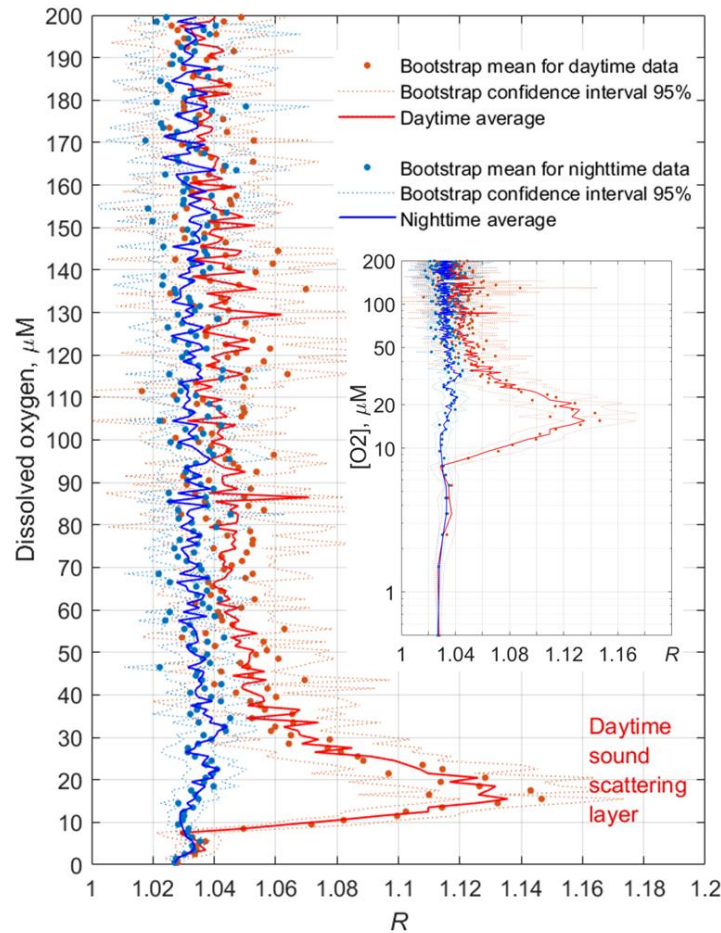 200
190
180
170
160
150
140
130
120
110
100
90
80
70
60
50
40
30
20
10
0
Dissolved oxygen, μM
1 1.02 1.04 1.06 1.08 1.1 1.12 1.14 1.16 1.18 1.2
R
Bootstrap mean for daytime data
Bootstrap confidence interval 95%
Daytime average
Bootstrap mean for nighttime data
Bootstrap confidence interval 95%
Nighttime average
200
100
50
20
10
1
[O2], μM
1 1.04 1.08 1.12 1.16 R
Daytime
sound
scattering
layer